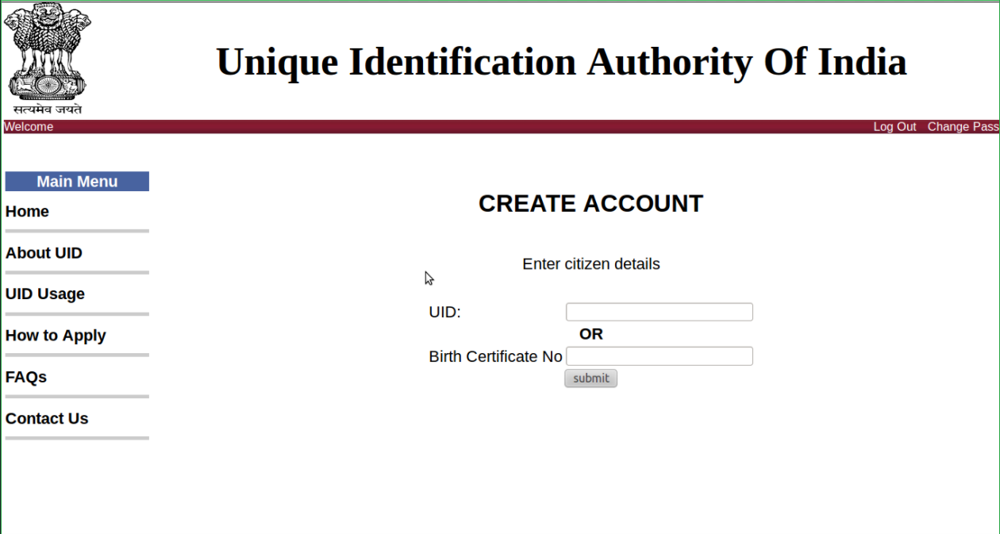 Unique Identification Authority Of India
सत्यमेव जयते
Welcome Log Out Change Pass
Main Menu
Home
About UID
UID Usage
How to Apply
FAQs
Contact Us
CREATE ACCOUNT
Enter citizen details
UID:
OR
Birth Certificate No
submit